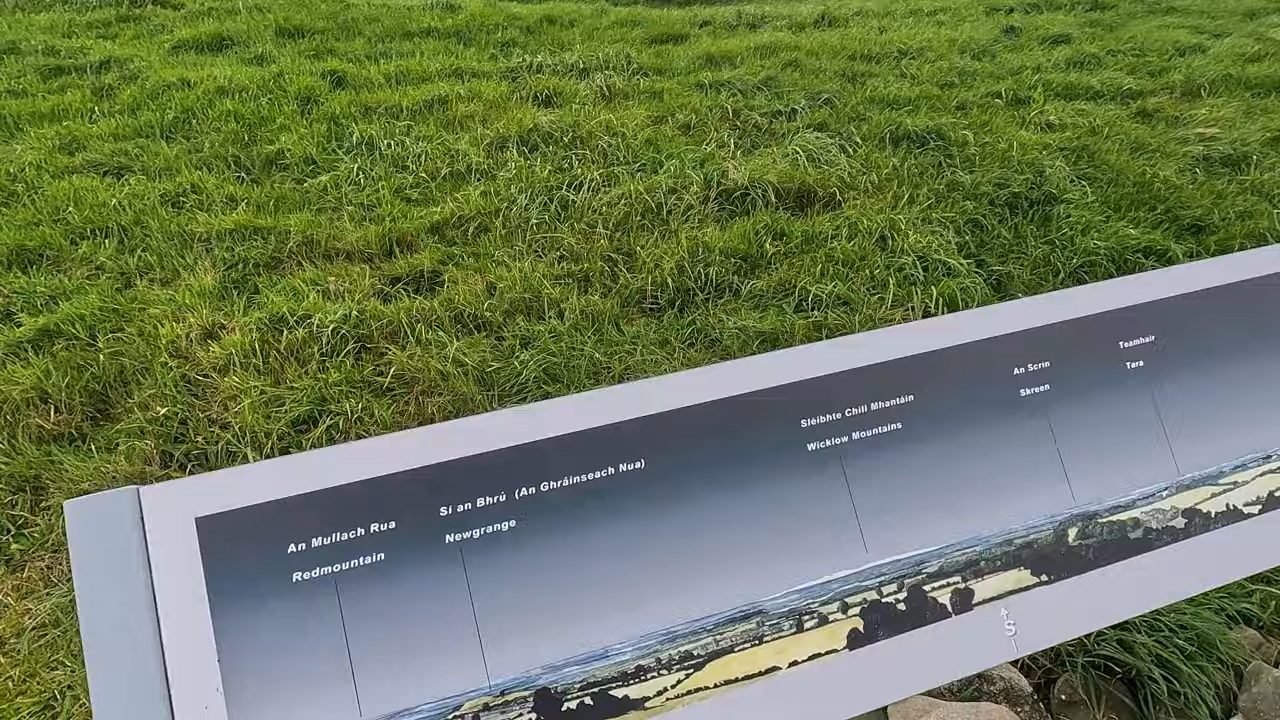 An Mullach Rua
Redmountain
Sí an Bhrú (An Ghráinseach Nua)
Newgrange
Sléibhte Chill Mhantáin
Wicklow Mountains
An Scrin
Skreen
Teamhair
Tara
S